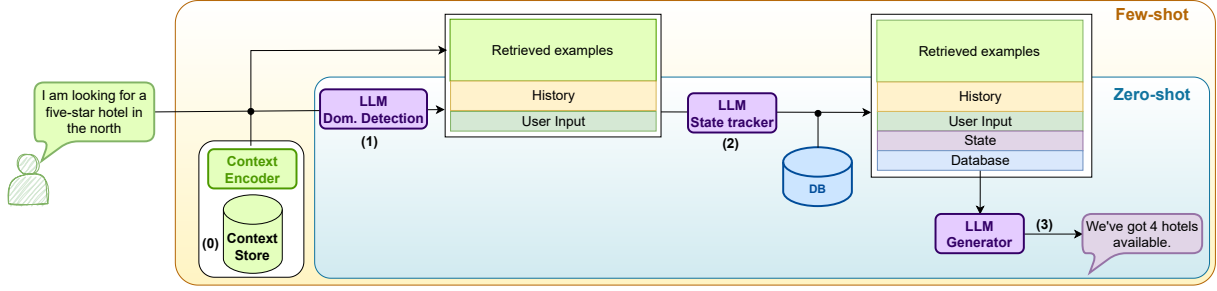 Few-shot
Zero-shot
I am looking for a
five-star hotel in
the north
Context
Encoder
(0)
Context
Store
LLM
Dom. Detection
(1)
Retrieved examples
History
User Input
LLM
State tracker
(2)
DB
Retrieved examples
History
User Input
State
Database
LLM
Generator
(3)
We've got 4 hotels
available.